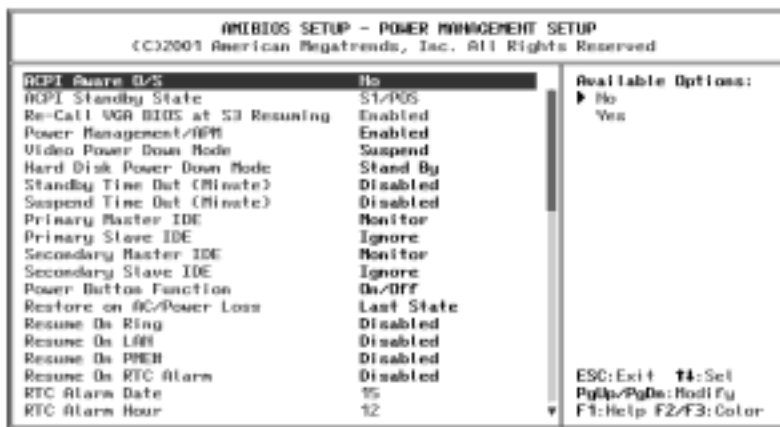 AMIBIOS SETUP - POWER MANAGEMENT SETUP
(C)2001 American Megatrends, Inc. All Rights Reserved
ACPI Aware O/S No
ACPI Standby State S1/POS
Re-Call VGA BIOS at S3 Resuming Enabled
Power Management/APM Enabled
Video Power Down Mode Suspend
Hard Disk Power Down Mode Stand By
Standby Time Out (Minute) Disabled
Suspend Time Out (Minute) Disabled
Primary Master IDE Monitor
Primary Slave IDE Ignore
Secondary Master IDE Monitor
Secondary Slave IDE Ignore
Power Button Function On/Off
Restore on AC/Power Loss Last State
Resume On Ring Disabled
Resume On LAN Disabled
Resume On PME# Disabled
Resume On RTC Alarm Disabled
RTC Alarm Date 15
RTC Alarm Hour 12
Available Options:
▶ No
Yes
ESC:Exit ↑↓:Sel
PgUp/PgDn:Modify
F1:Help F2/F3:Color